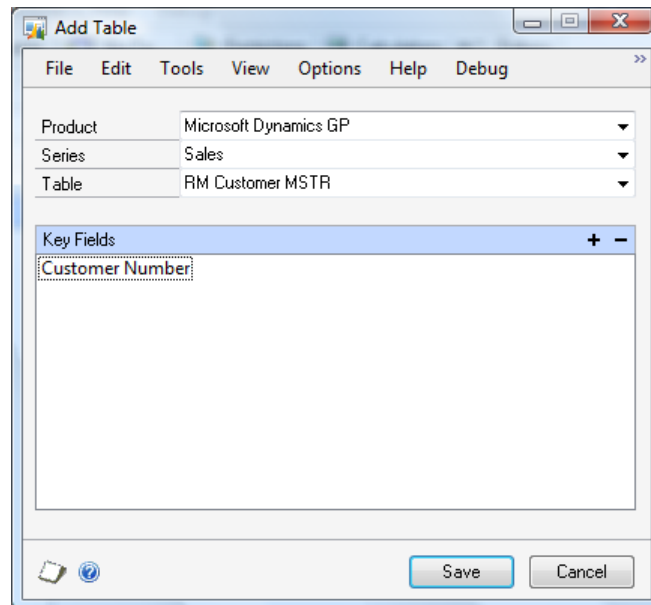 Add Table
File Edit Tools View Options Help Debug »
Product Microsoft Dynamics GP
Series Sales
Table RM Customer MSTR
Key Fields + −
Customer Number
Save Cancel